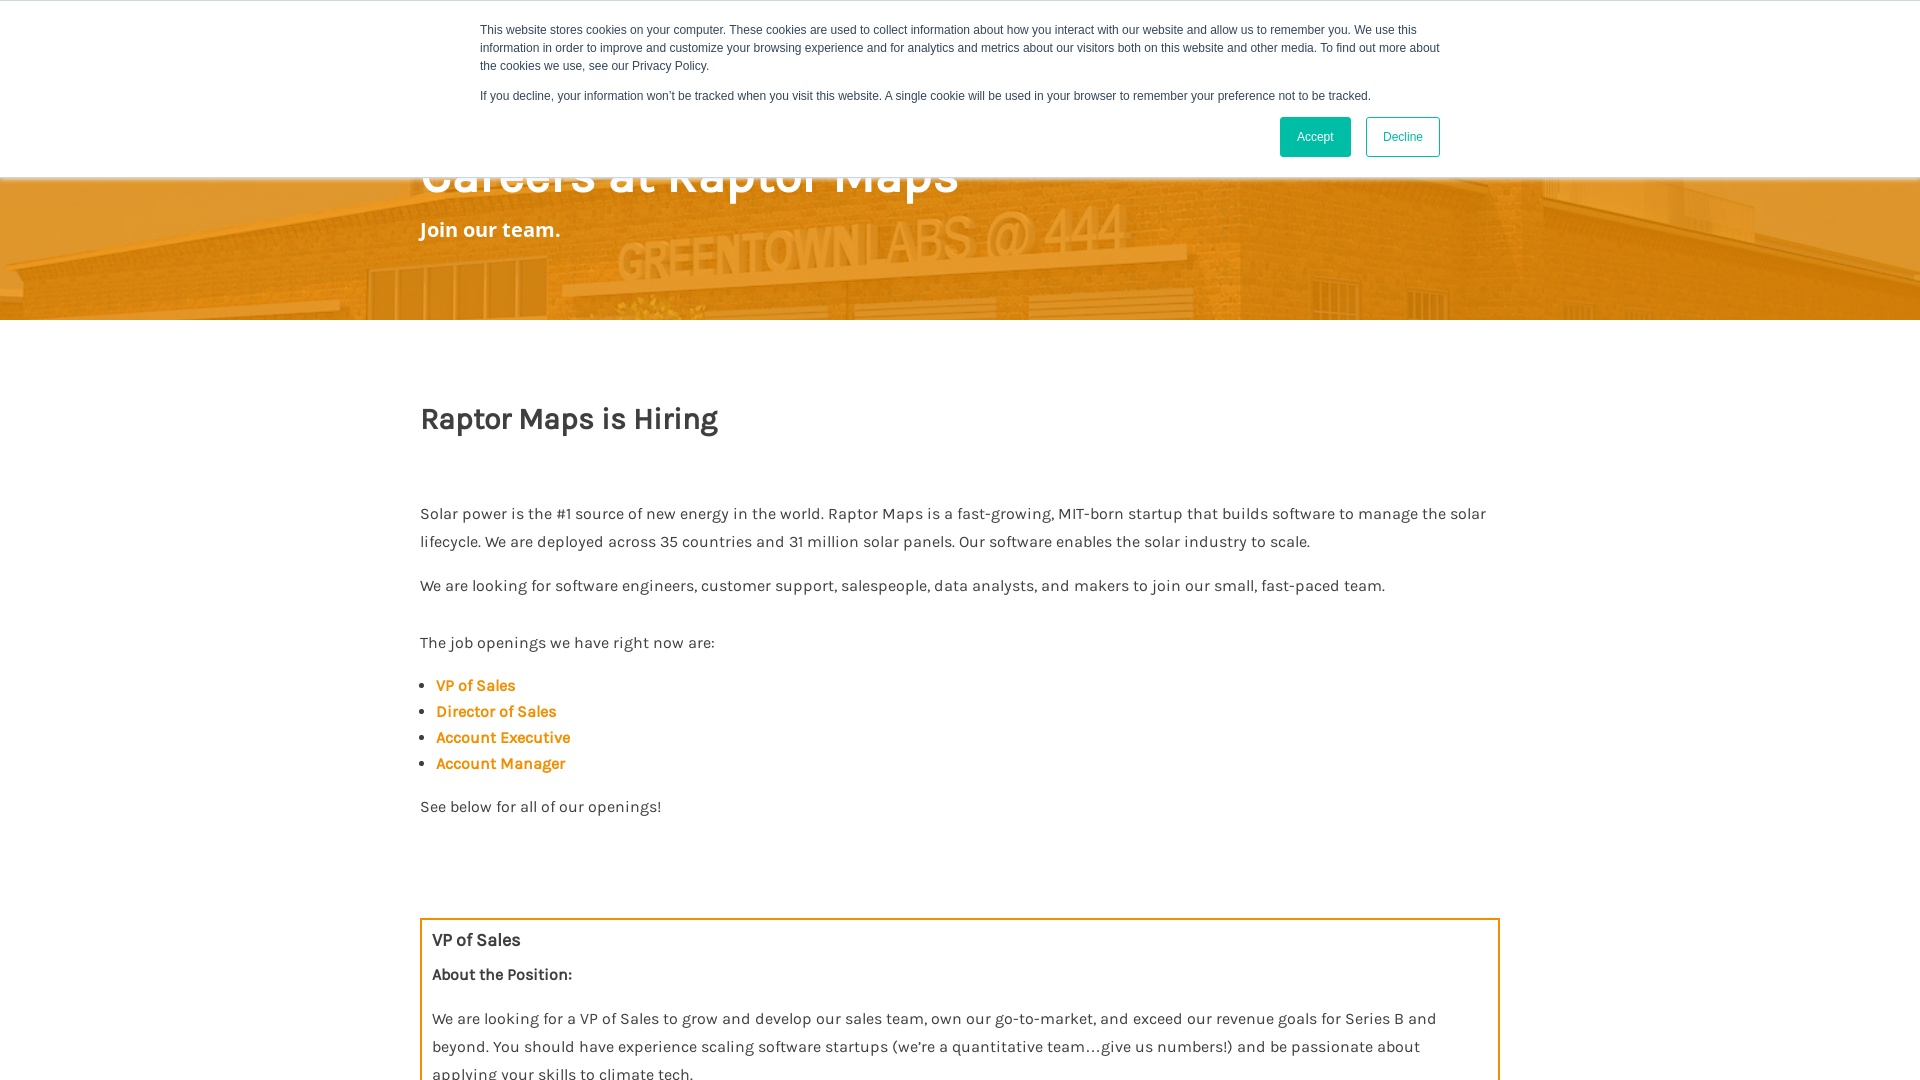 This website stores cookies on your computer. These cookies are used to collect information about how you interact with our website and allow us to remember you. We use this
information in order to improve and customize your browsing experience and for analytics and metrics about our visitors both on this website and other media. To find out more about
the cookies we use, see our Privacy Policy.
If you decline, your information won’t be tracked when you visit this website. A single cookie will be used in your browser to remember your preference not to be tracked.
Accept
Decline
Careers at Raptor Maps
Join our team.
GREENTOWN LABS @ 444
Raptor Maps is Hiring
Solar power is the #1 source of new energy in the world. Raptor Maps is a fast-growing, MIT-born startup that builds software to manage the solar
lifecycle. We are deployed across 35 countries and 31 million solar panels. Our software enables the solar industry to scale.
We are looking for software engineers, customer support, salespeople, data analysts, and makers to join our small, fast-paced team.
The job openings we have right now are:
VP of Sales
Director of Sales
Account Executive
Account Manager
See below for all of our openings!
VP of Sales
About the Position:
We are looking for a VP of Sales to grow and develop our sales team, own our go-to-market, and exceed our revenue goals for Series B and
beyond. You should have experience scaling software startups (we’re a quantitative team…give us numbers!) and be passionate about
applying your skills to climate tech.